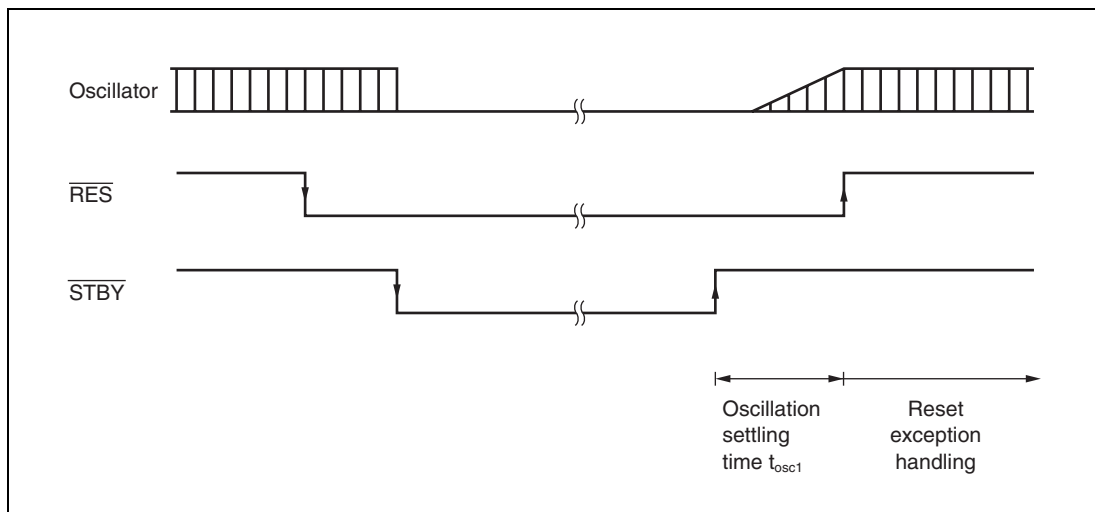 Oscillator
RES
STBY
Oscillation
settling
time tosc1
Reset
exception
handling